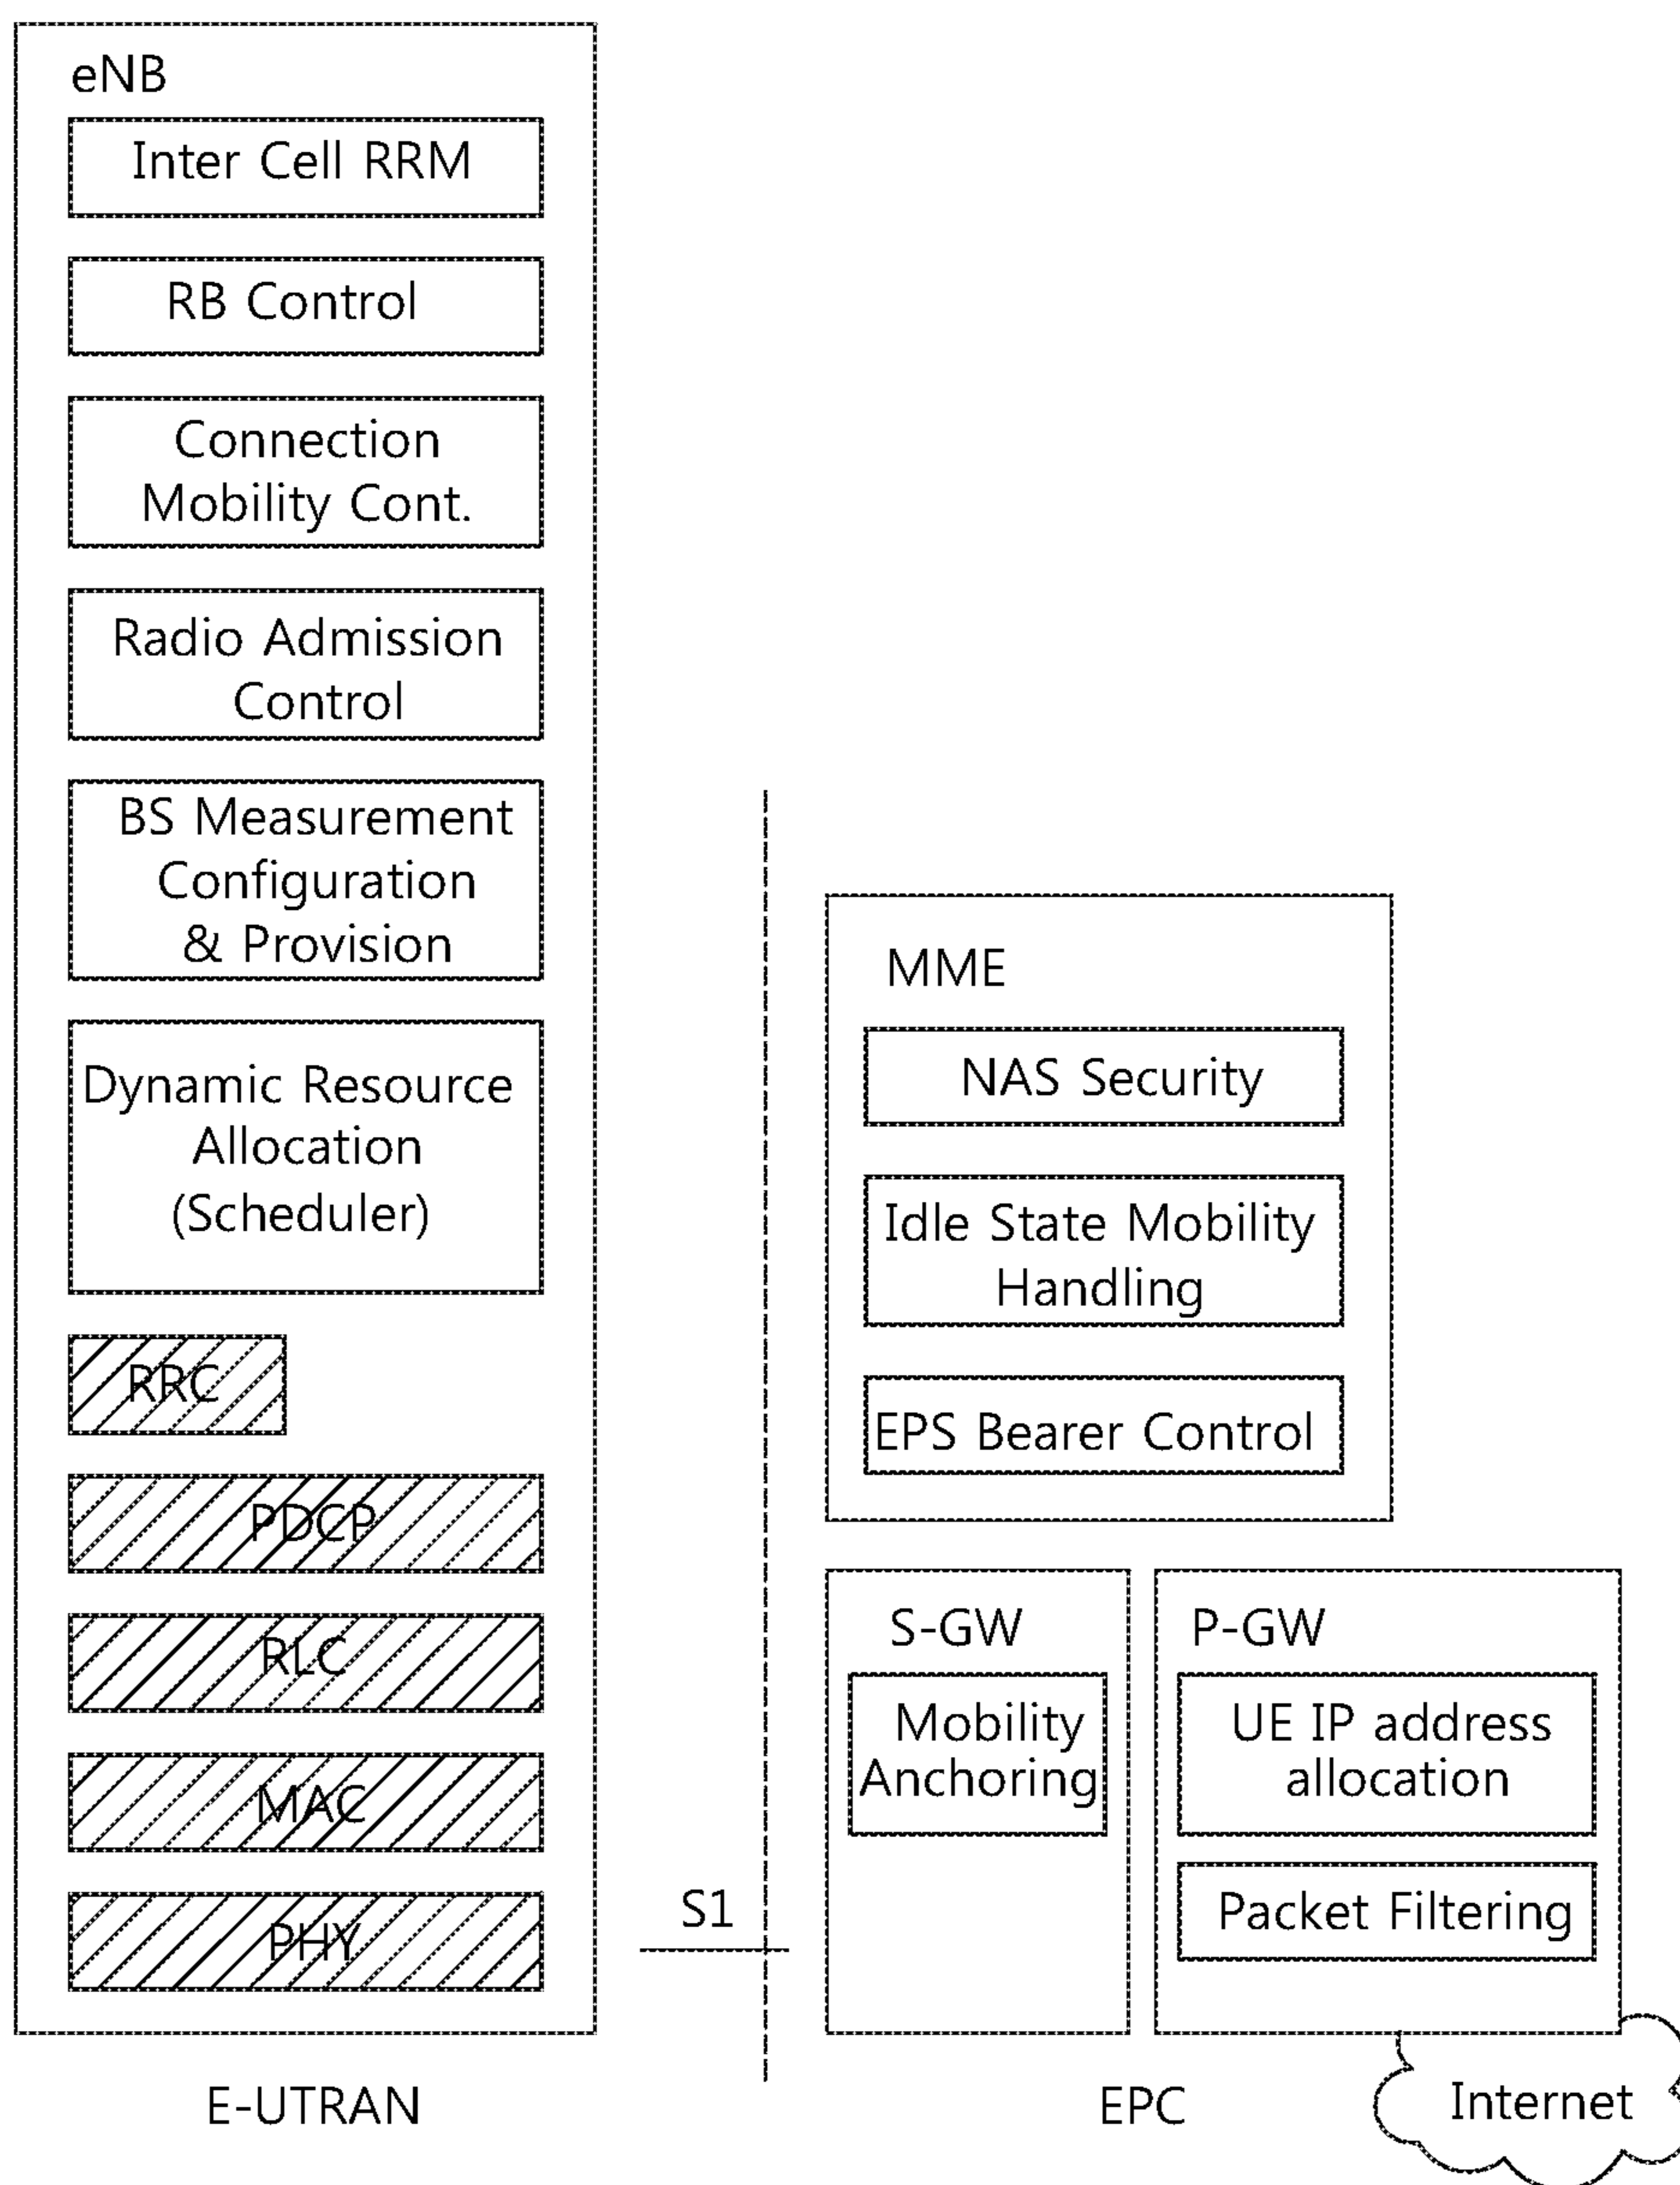 eNB
Inter Cell RRM
RB Control
Connection
Mobility Cont.
Radio Admission
Control
BS Measurement
Configuration
& Provision
Dynamic Resource
Allocation
(Scheduler)
RRC
PDCP
RLC
MAC
PHY
E-UTRAN
S1
MME
NAS Security
Idle State Mobility
Handling
EPS Bearer Control
S-GW
Mobility
Anchoring
P-GW
UE IP address
allocation
Packet Filtering
EPC
Internet